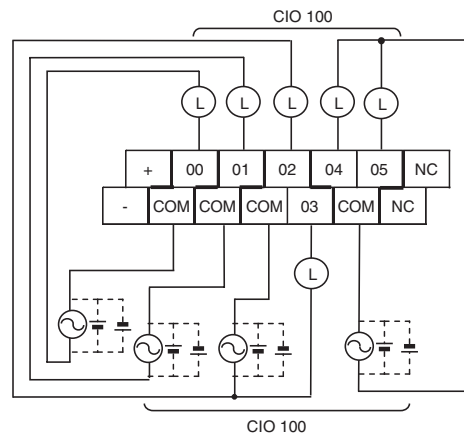 CIO 100
L L L L L
+ 00 01 02 04 05 NC
- COM COM COM 03 COM NC
L
CIO 100